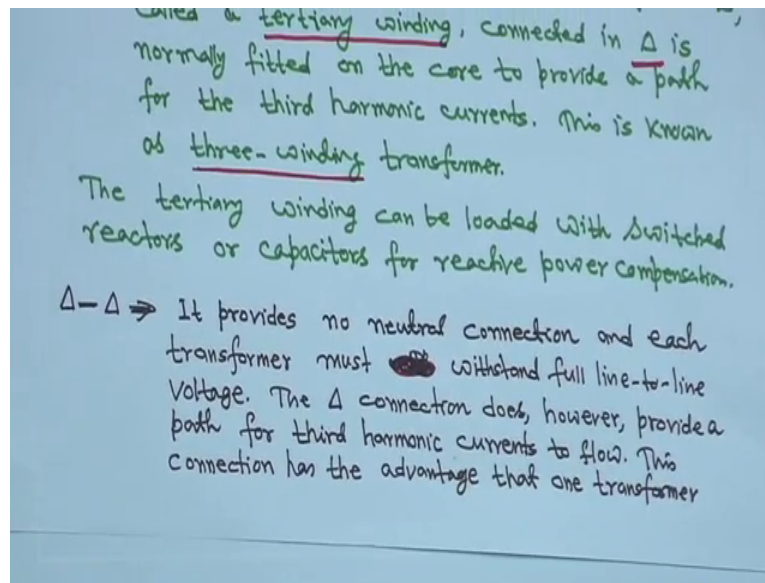 called a tertiary winding, connected in Δ is
normally fitted on the core to provide a path
for the third harmonic currents. This is known
as three-winding transformer.
The tertiary winding can be loaded with switched
reactors or capacitors for reactive power compensation.
Δ-Δ ⇒ It provides no neutral connection and each
transformer must withstand full line-to-line
voltage. The Δ connection does, however, provide a
path for third harmonic currents to flow. This
connection has the advantage that one transformer